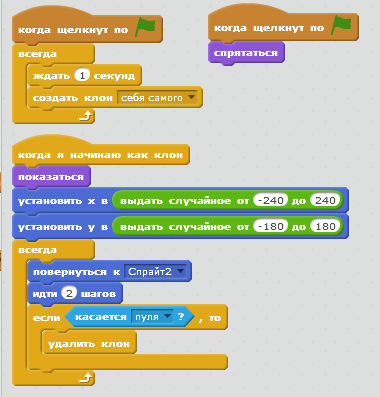 когда щелкнут по
всегда
ждать 1 секунд
создать клон себя самого
когда щелкнут по
спрятаться
когда я начинаю как клон
показаться
установить x в выдать случайное от -240 до 240
установить y в выдать случайное от -180 до 180
всегда
повернуться к Спрайт2
идти 2 шагов
если касается пуля ? , то
удалить клон